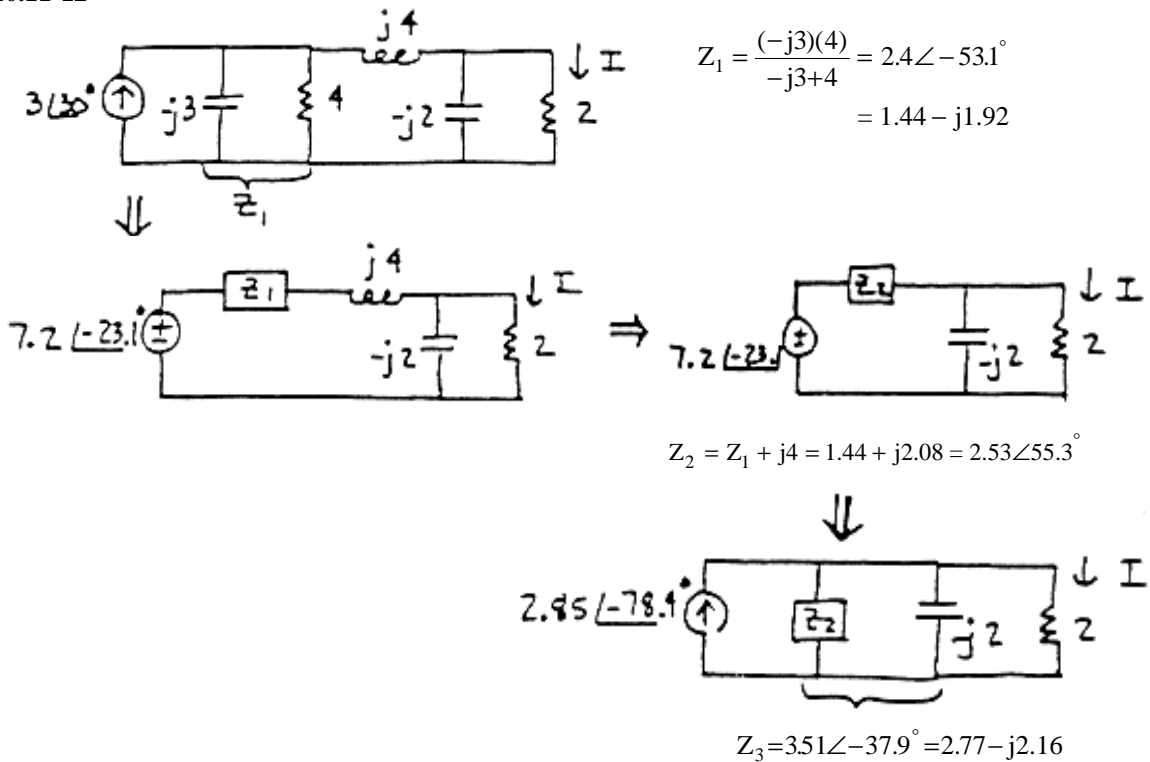 j4
Z₁ = (-j3)(4) / -j3+4 = 2.4∠-53.1°
= 1.44 - j1.92
3∠30° -j3 4 -j2 2 ↓ I
Z₁
⇓
j4
7.2 ∠-23.1° Z₁ -j2 2 ↓ I
⇒
7.2 ∠-23. Z₂ -j2 2 ↓ I
Z₂ = Z₁ + j4 = 1.44 + j2.08 = 2.53∠55.3°
⇓
2.85 ∠-78.4° Z₂ -j2 2 ↓ I
Z₃=3.51∠-37.9°=2.77-j2.16